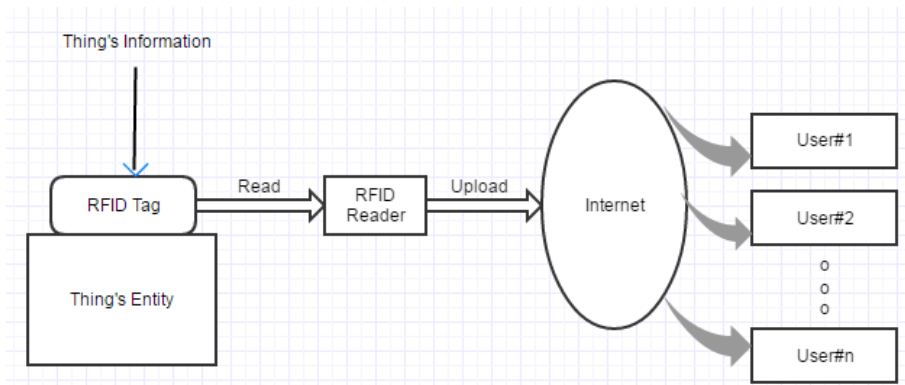 Thing's Information
RFID Tag
Read
RFID
Reader
Upload
Internet
Thing's Entity
User#1
User#2
o
o
o
User#n